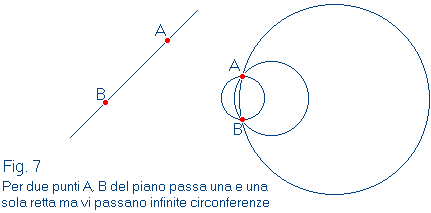 A
B
A
B
Fig. 7
Per due punti A, B del piano passa una e una
sola retta ma vi passano infinite circonferenze